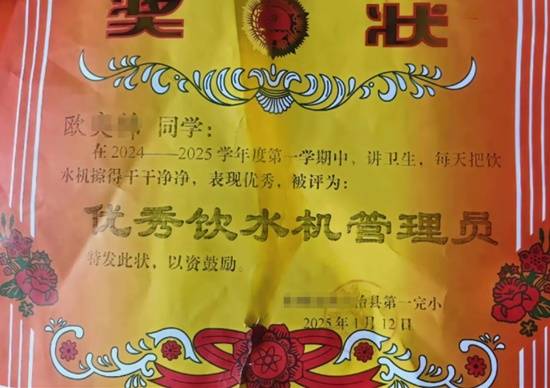 奖 状
欧 同学：
在2024——2025学年度第一学期中，讲卫生，每天把饮
水机擦得干干净净，表现优秀，被评为：
优秀饮水机管理员
特发此状，以资鼓励。
治县第一完小
2025年1月12日